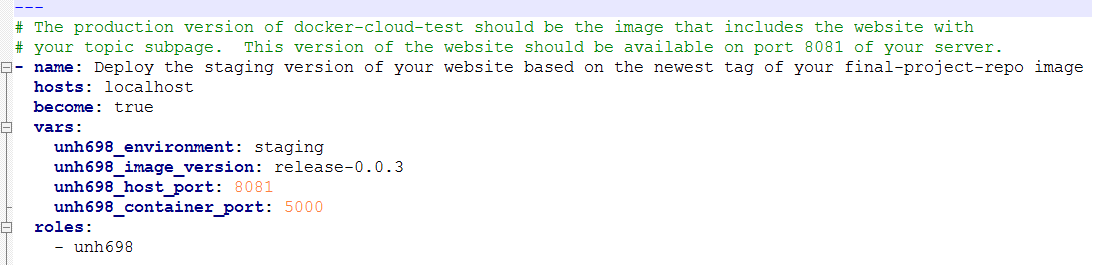 ---
# The production version of docker-cloud-test should be the image that includes the website with
# your topic subpage.  This version of the website should be available on port 8081 of your server.
- name: Deploy the staging version of your website based on the newest tag of your final-project-repo image
  hosts: localhost
  become: true
  vars:
    unh698_environment: staging
    unh698_image_version: release-0.0.3
    unh698_host_port: 8081
    unh698_container_port: 5000
  roles:
    - unh698